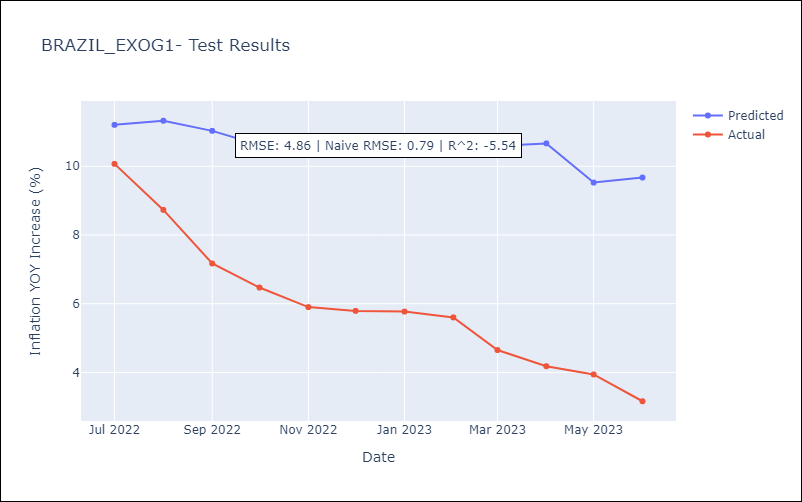 BRAZIL_EXOG1- Test Results
Predicted
Actual
RMSE: 4.86 | Naive RMSE: 0.79 | R^2: -5.54
Inflation YOY Increase (%)
10
8
6
4
Jul 2022
Sep 2022
Nov 2022
Jan 2023
Mar 2023
May 2023
Date